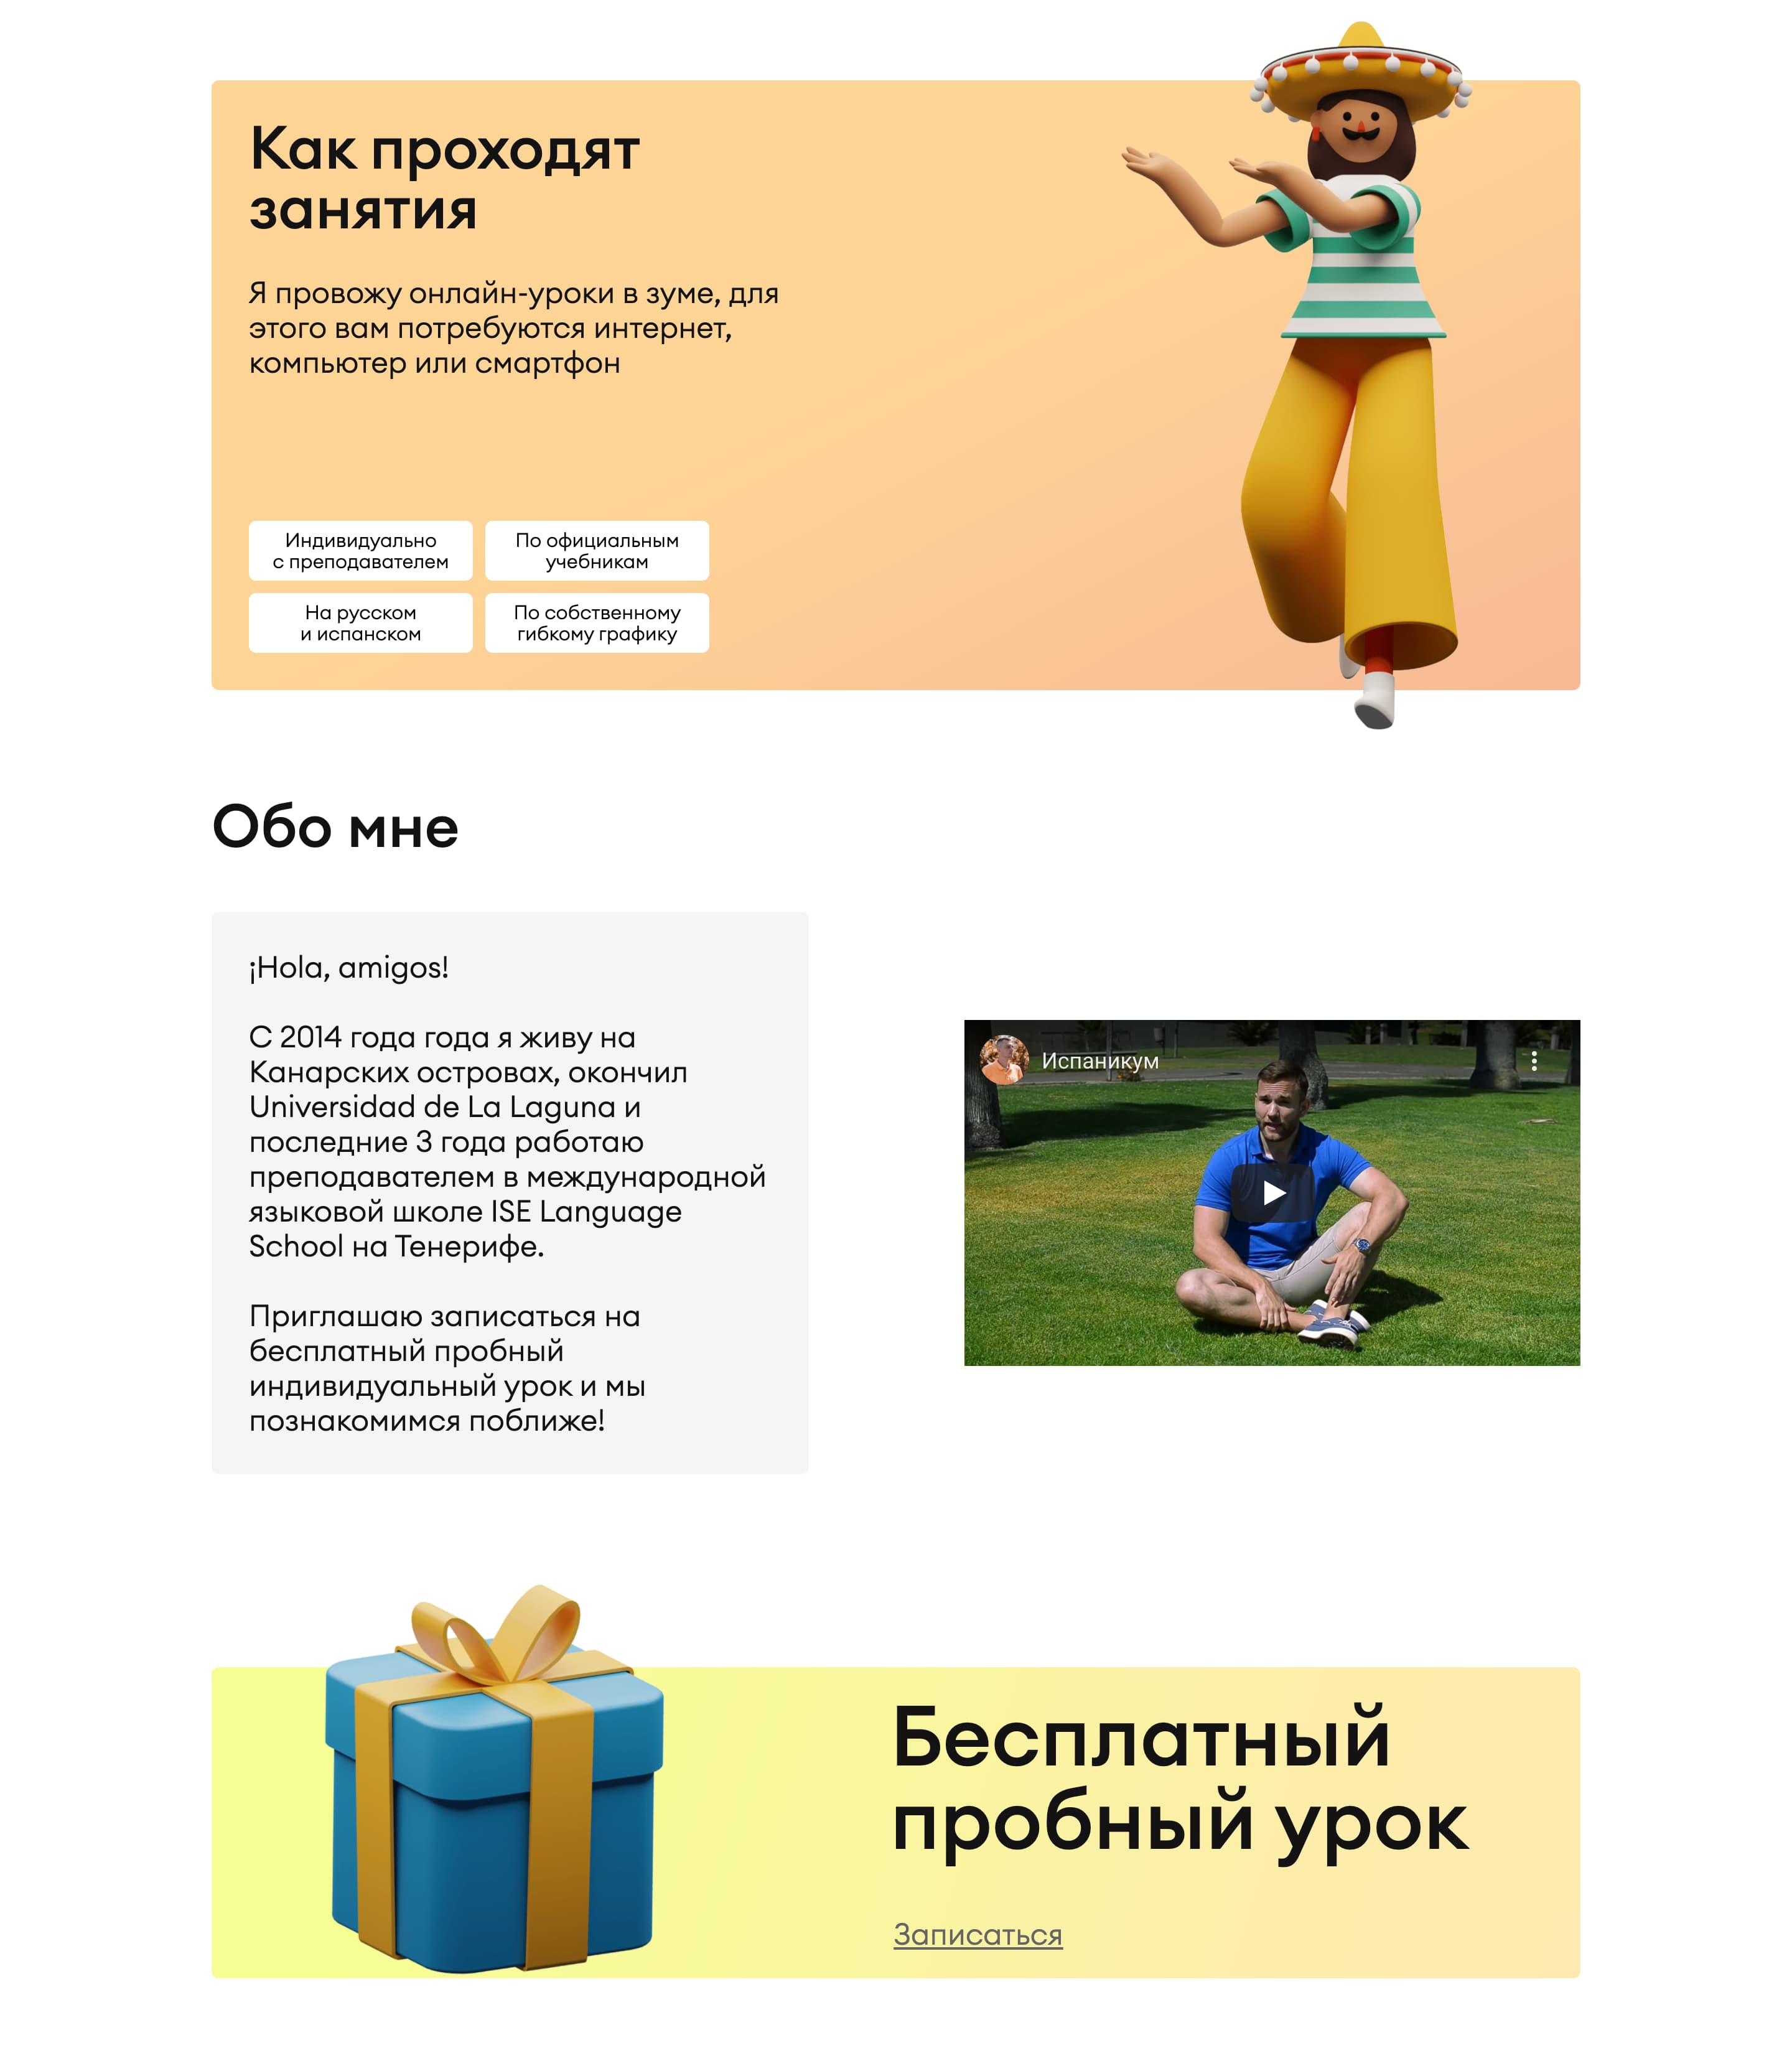 Как проходят
занятия
Я провожу онлайн-уроки в зуме, для
этого вам потребуются интернет,
компьютер или смартфон
Индивидуально
с преподавателем
По официальным
учебникам
На русском
и испанском
По собственному
гибкому графику
Обо мне
¡Hola, amigos!
С 2014 года года я живу на
Канарских островах, окончил
Universidad de La Laguna и
последние 3 года работаю
преподавателем в международной
языковой школе ISE Language
School на Тенерифе.
Приглашаю записаться на
бесплатный пробный
индивидуальный урок и мы
познакомимся поближе!
Испаникум
Бесплатный
пробный урок
Записаться